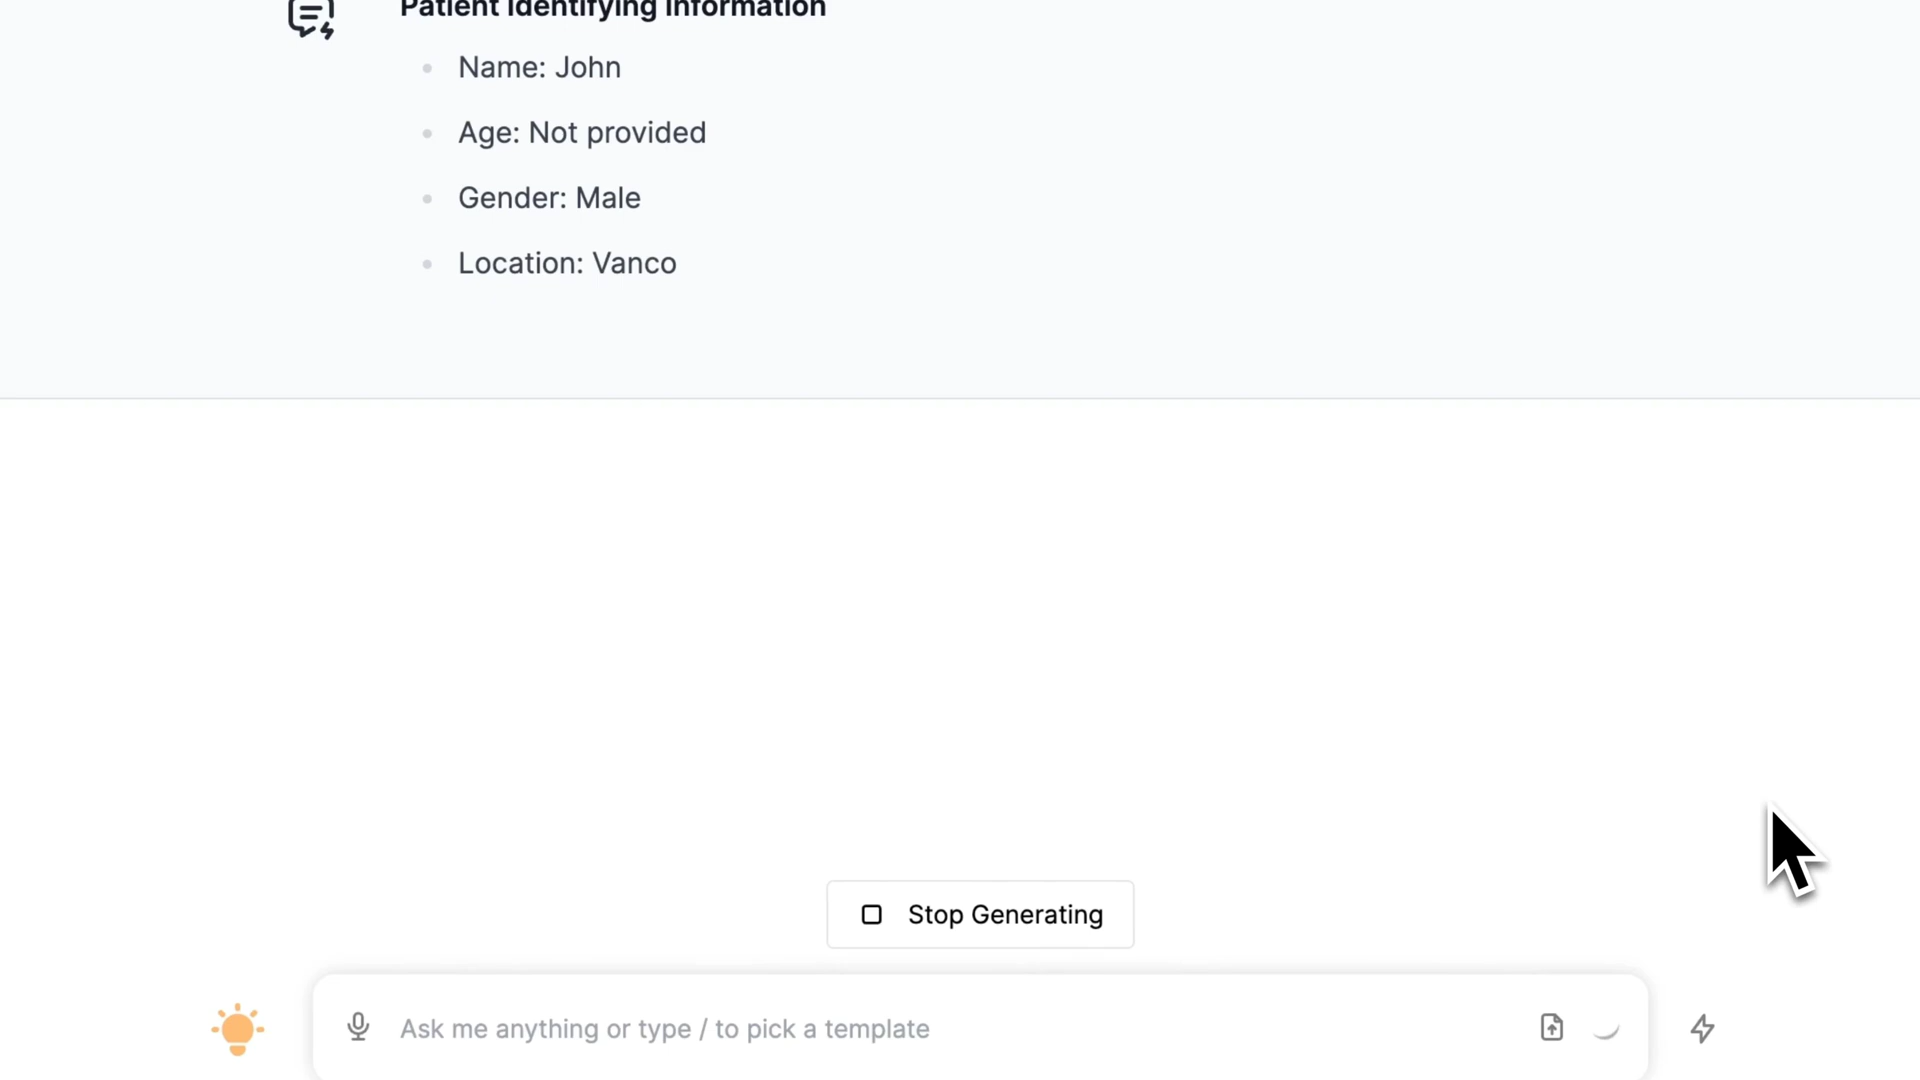 Patient Identifying Information
Name: John
Age: Not provided
Gender: Male
Location: Vanco
Stop Generating
Ask me anything or type / to pick a template